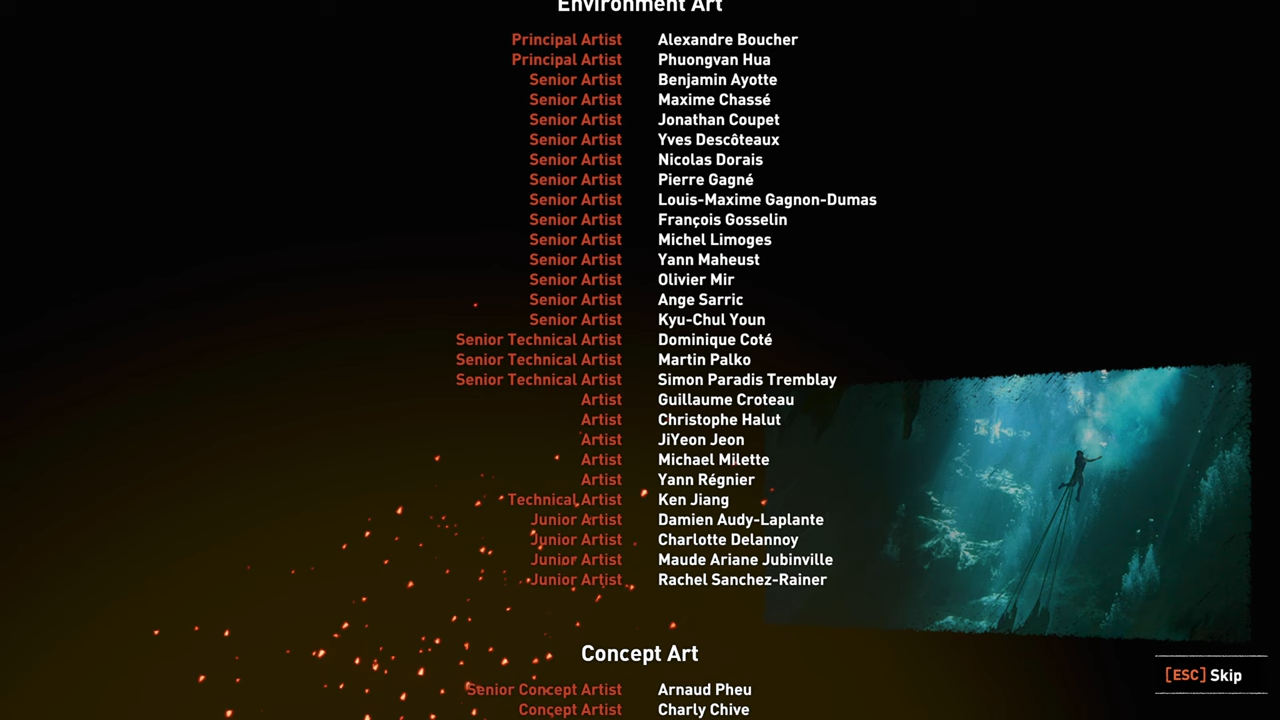 Environment Art
Principal Artist Alexandre Boucher
Principal Artist Phuongvan Hua
Senior Artist Benjamin Ayotte
Senior Artist Maxime Chassé
Senior Artist Jonathan Coupet
Senior Artist Yves Descôteaux
Senior Artist Nicolas Dorais
Senior Artist Pierre Gagné
Senior Artist Louis-Maxime Gagnon-Dumas
Senior Artist François Gosselin
Senior Artist Michel Limoges
Senior Artist Yann Maheust
Senior Artist Olivier Mir
Senior Artist Ange Sarric
Senior Artist Kyu-Chul Youn
Senior Technical Artist Dominique Coté
Senior Technical Artist Martin Palko
Senior Technical Artist Simon Paradis Tremblay
Artist Guillaume Croteau
Artist Christophe Halut
Artist JiYeon Jeon
Artist Michael Milette
Artist Yann Régnier
Technical Artist Ken Jiang
Junior Artist Damien Audy-Laplante
Junior Artist Charlotte Delannoy
Junior Artist Maude Ariane Jubinville
Junior Artist Rachel Sanchez-Rainer
Concept Art
Senior Concept Artist Arnaud Pheu
Concept Artist Charly Chive
[ESC] Skip